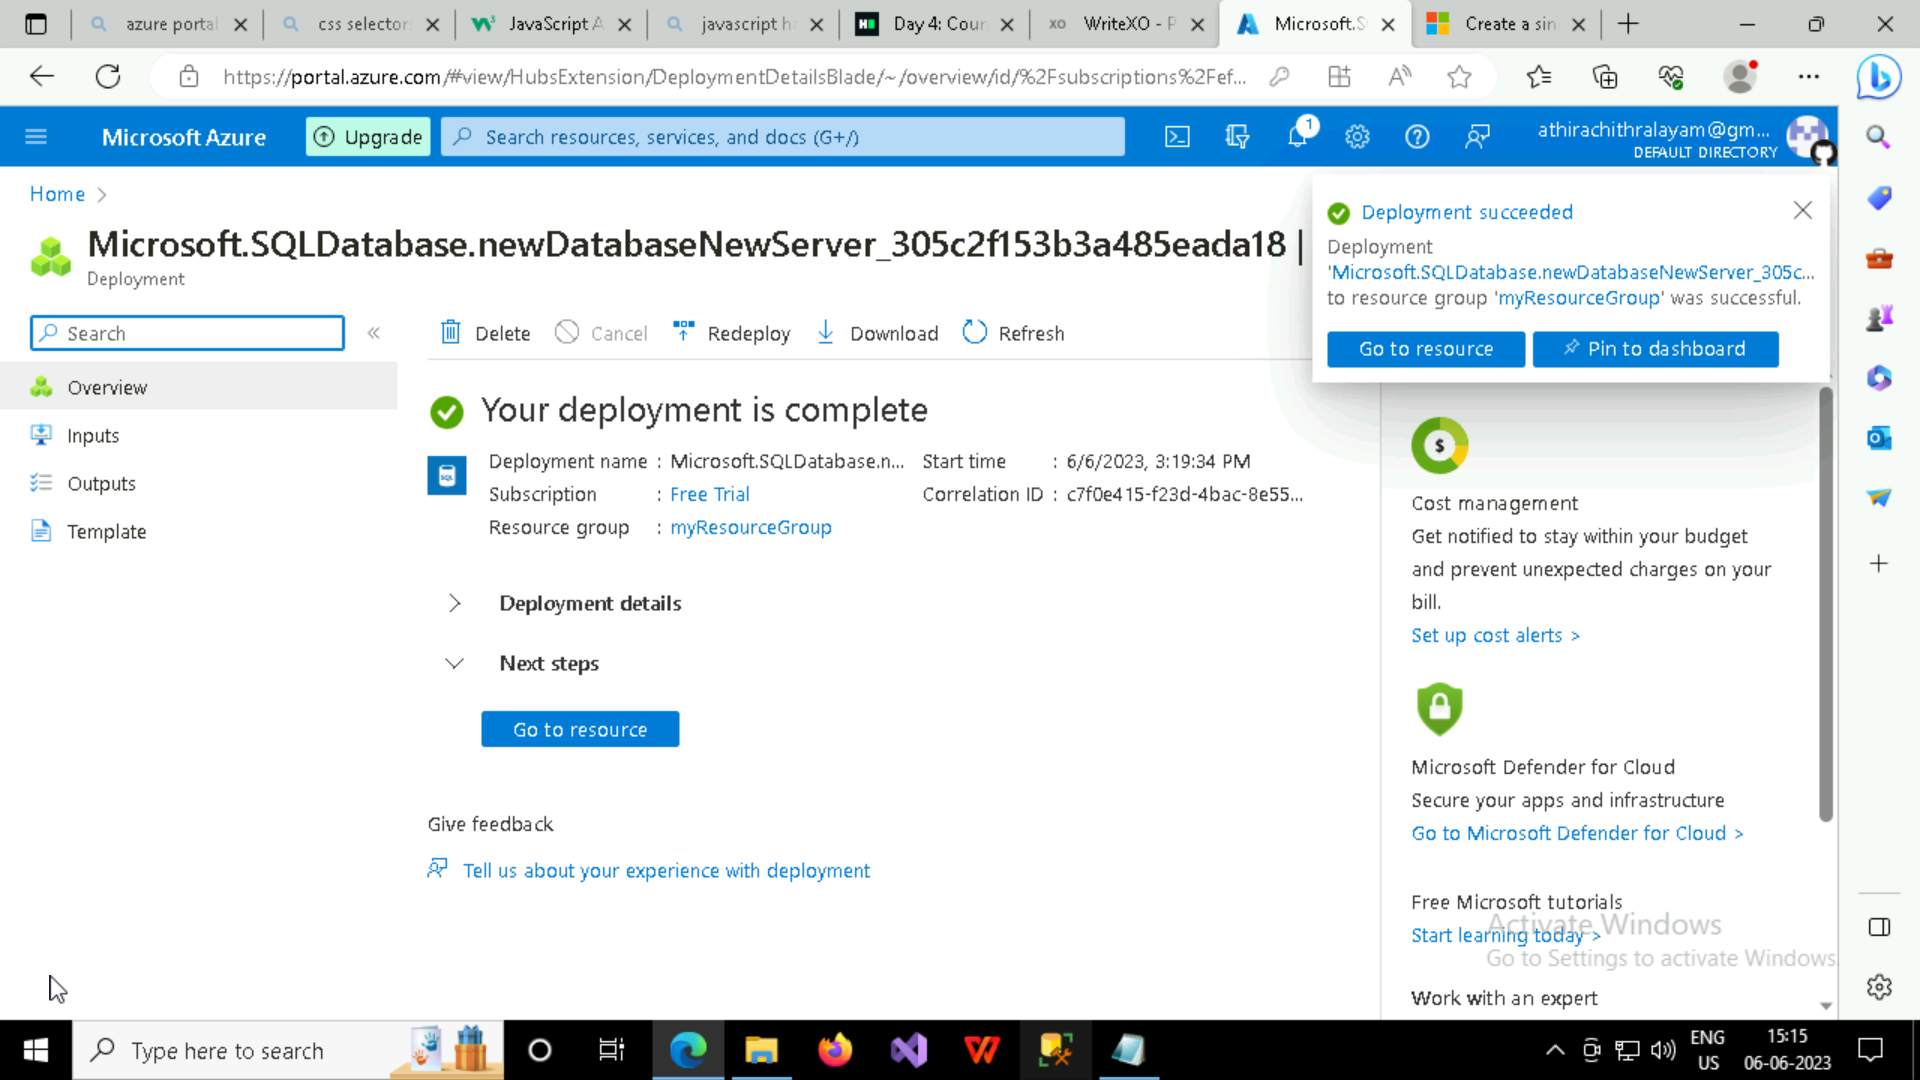 azure portal
css selector
JavaScript A
javascript h
Day 4: Coun
WriteXO - P
Microsoft.S
Create a sin
https://portal.azure.com/#view/HubsExtension/DeploymentDetailsBlade/~/overview/id/%2Fsubscriptions%2Fef...
Microsoft Azure
Upgrade
Search resources, services, and docs (G+/)
1
athirachithralayam@gm...
DEFAULT DIRECTORY
Home
Microsoft.SQLDatabase.newDatabaseNewServer_305c2f153b3a485eada18 |
Deployment
Deployment succeeded
Deployment
'Microsoft.SQLDatabase.newDatabaseNewServer_305c...
to resource group 'myResourceGroup' was successful.
Go to resource
Pin to dashboard
Search
Delete
Cancel
Redeploy
Download
Refresh
Overview
Inputs
Outputs
Template
Your deployment is complete
Deployment name : Microsoft.SQLDatabase.n...
Start time : 6/6/2023, 3:19:34 PM
Subscription : Free Trial
Correlation ID : c7f0e415-f23d-4bac-8e55...
Resource group : myResourceGroup
Deployment details
Next steps
Go to resource
Give feedback
Tell us about your experience with deployment
Cost management
Get notified to stay within your budget
and prevent unexpected charges on your
bill.
Set up cost alerts >
Microsoft Defender for Cloud
Secure your apps and infrastructure
Go to Microsoft Defender for Cloud >
Free Microsoft tutorials
Start learning today >
Activate Windows
Go to Settings to activate Windows.
Work with an expert
Type here to search
ENG
US
15:15
06-06-2023